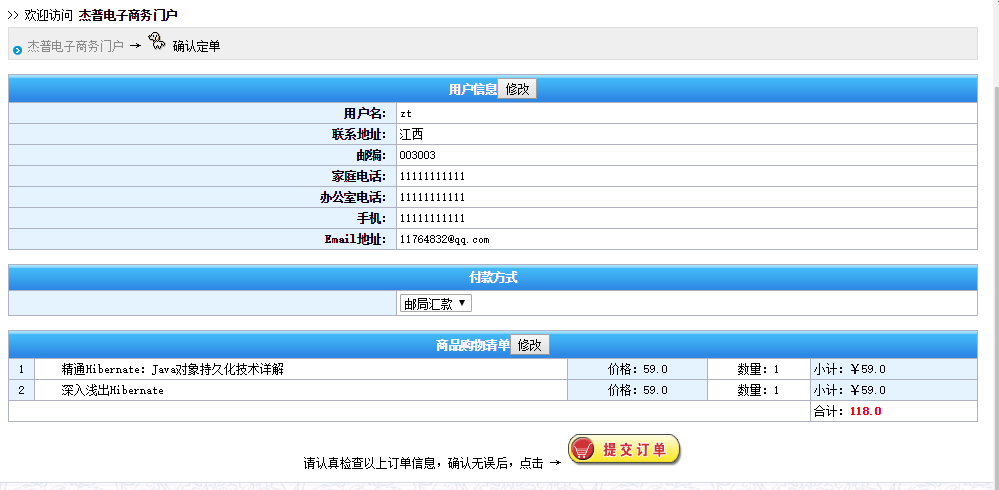 >> 欢迎访问 杰普电子商务门户
杰普电子商务门户 → 确认定单
用户信息 修改
用户名： zt
联系地址： 江西
邮编： 003003
家庭电话： 11111111111
办公室电话： 11111111111
手机： 11111111111
Email地址： 11764832@qq.com
付款方式
邮局汇款 ▼
商品购物清单 修改
1 精通Hibernate：Java对象持久化技术详解 价格：59.0 数量：1 小计：￥59.0
2 深入浅出Hibernate 价格：59.0 数量：1 小计：￥59.0
合计：118.0
请认真检查以上订单信息，确认无误后，点击 → 提交订单